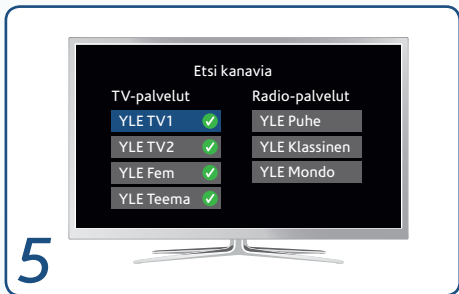 Etsi kanavia
TV-palvelut
YLE TV1
YLE TV2
YLE Fem
YLE Teema
Radio-palvelut
YLE Puhe
YLE Klassinen
YLE Mondo
5